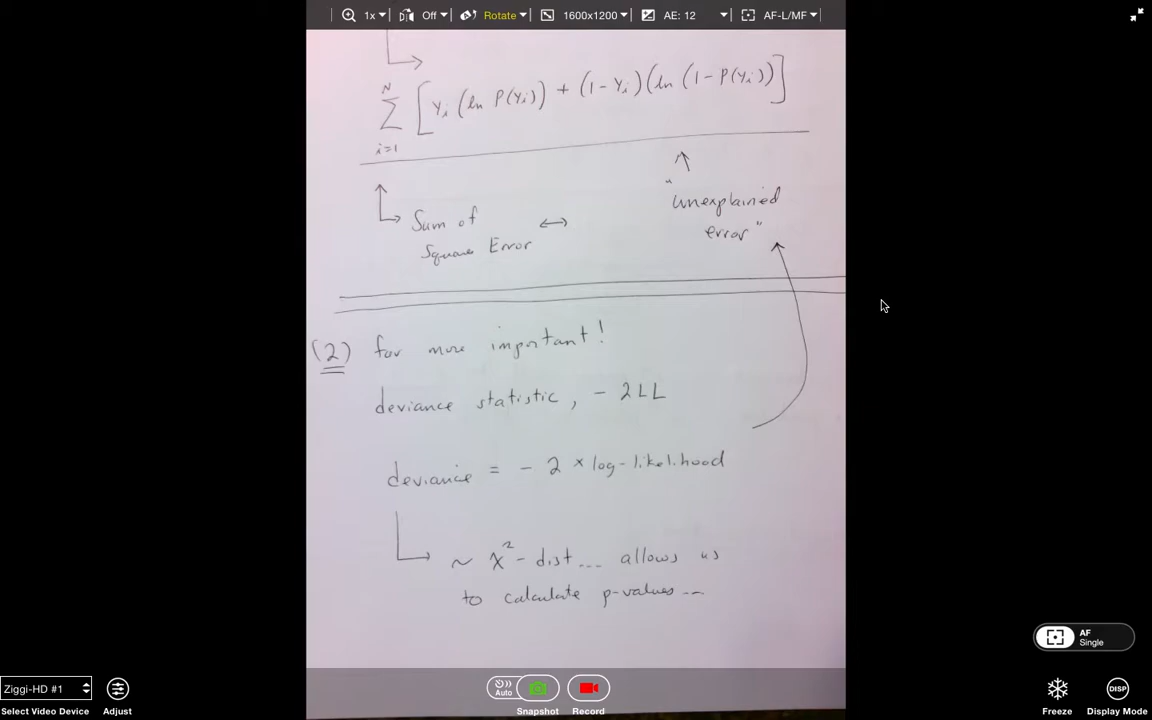 1x Off Rotate 1600x1200 AE: 12 AF-L/MF
N
∑ [Yi (ln P(Yi)) + (1 - Yi)(ln (1 - P(Yi))]
i=1
Sum of ↔ "unexplained
Square Error error"
(2) far more important!
deviance statistic, - 2LL
deviance = - 2 × log-likelihood
~ χ²-dist... allows us
to calculate p-values...
AF
Single
Ziggi-HD #1
Auto
Select Video Device Adjust Snapshot Record Freeze DISP Display Mode